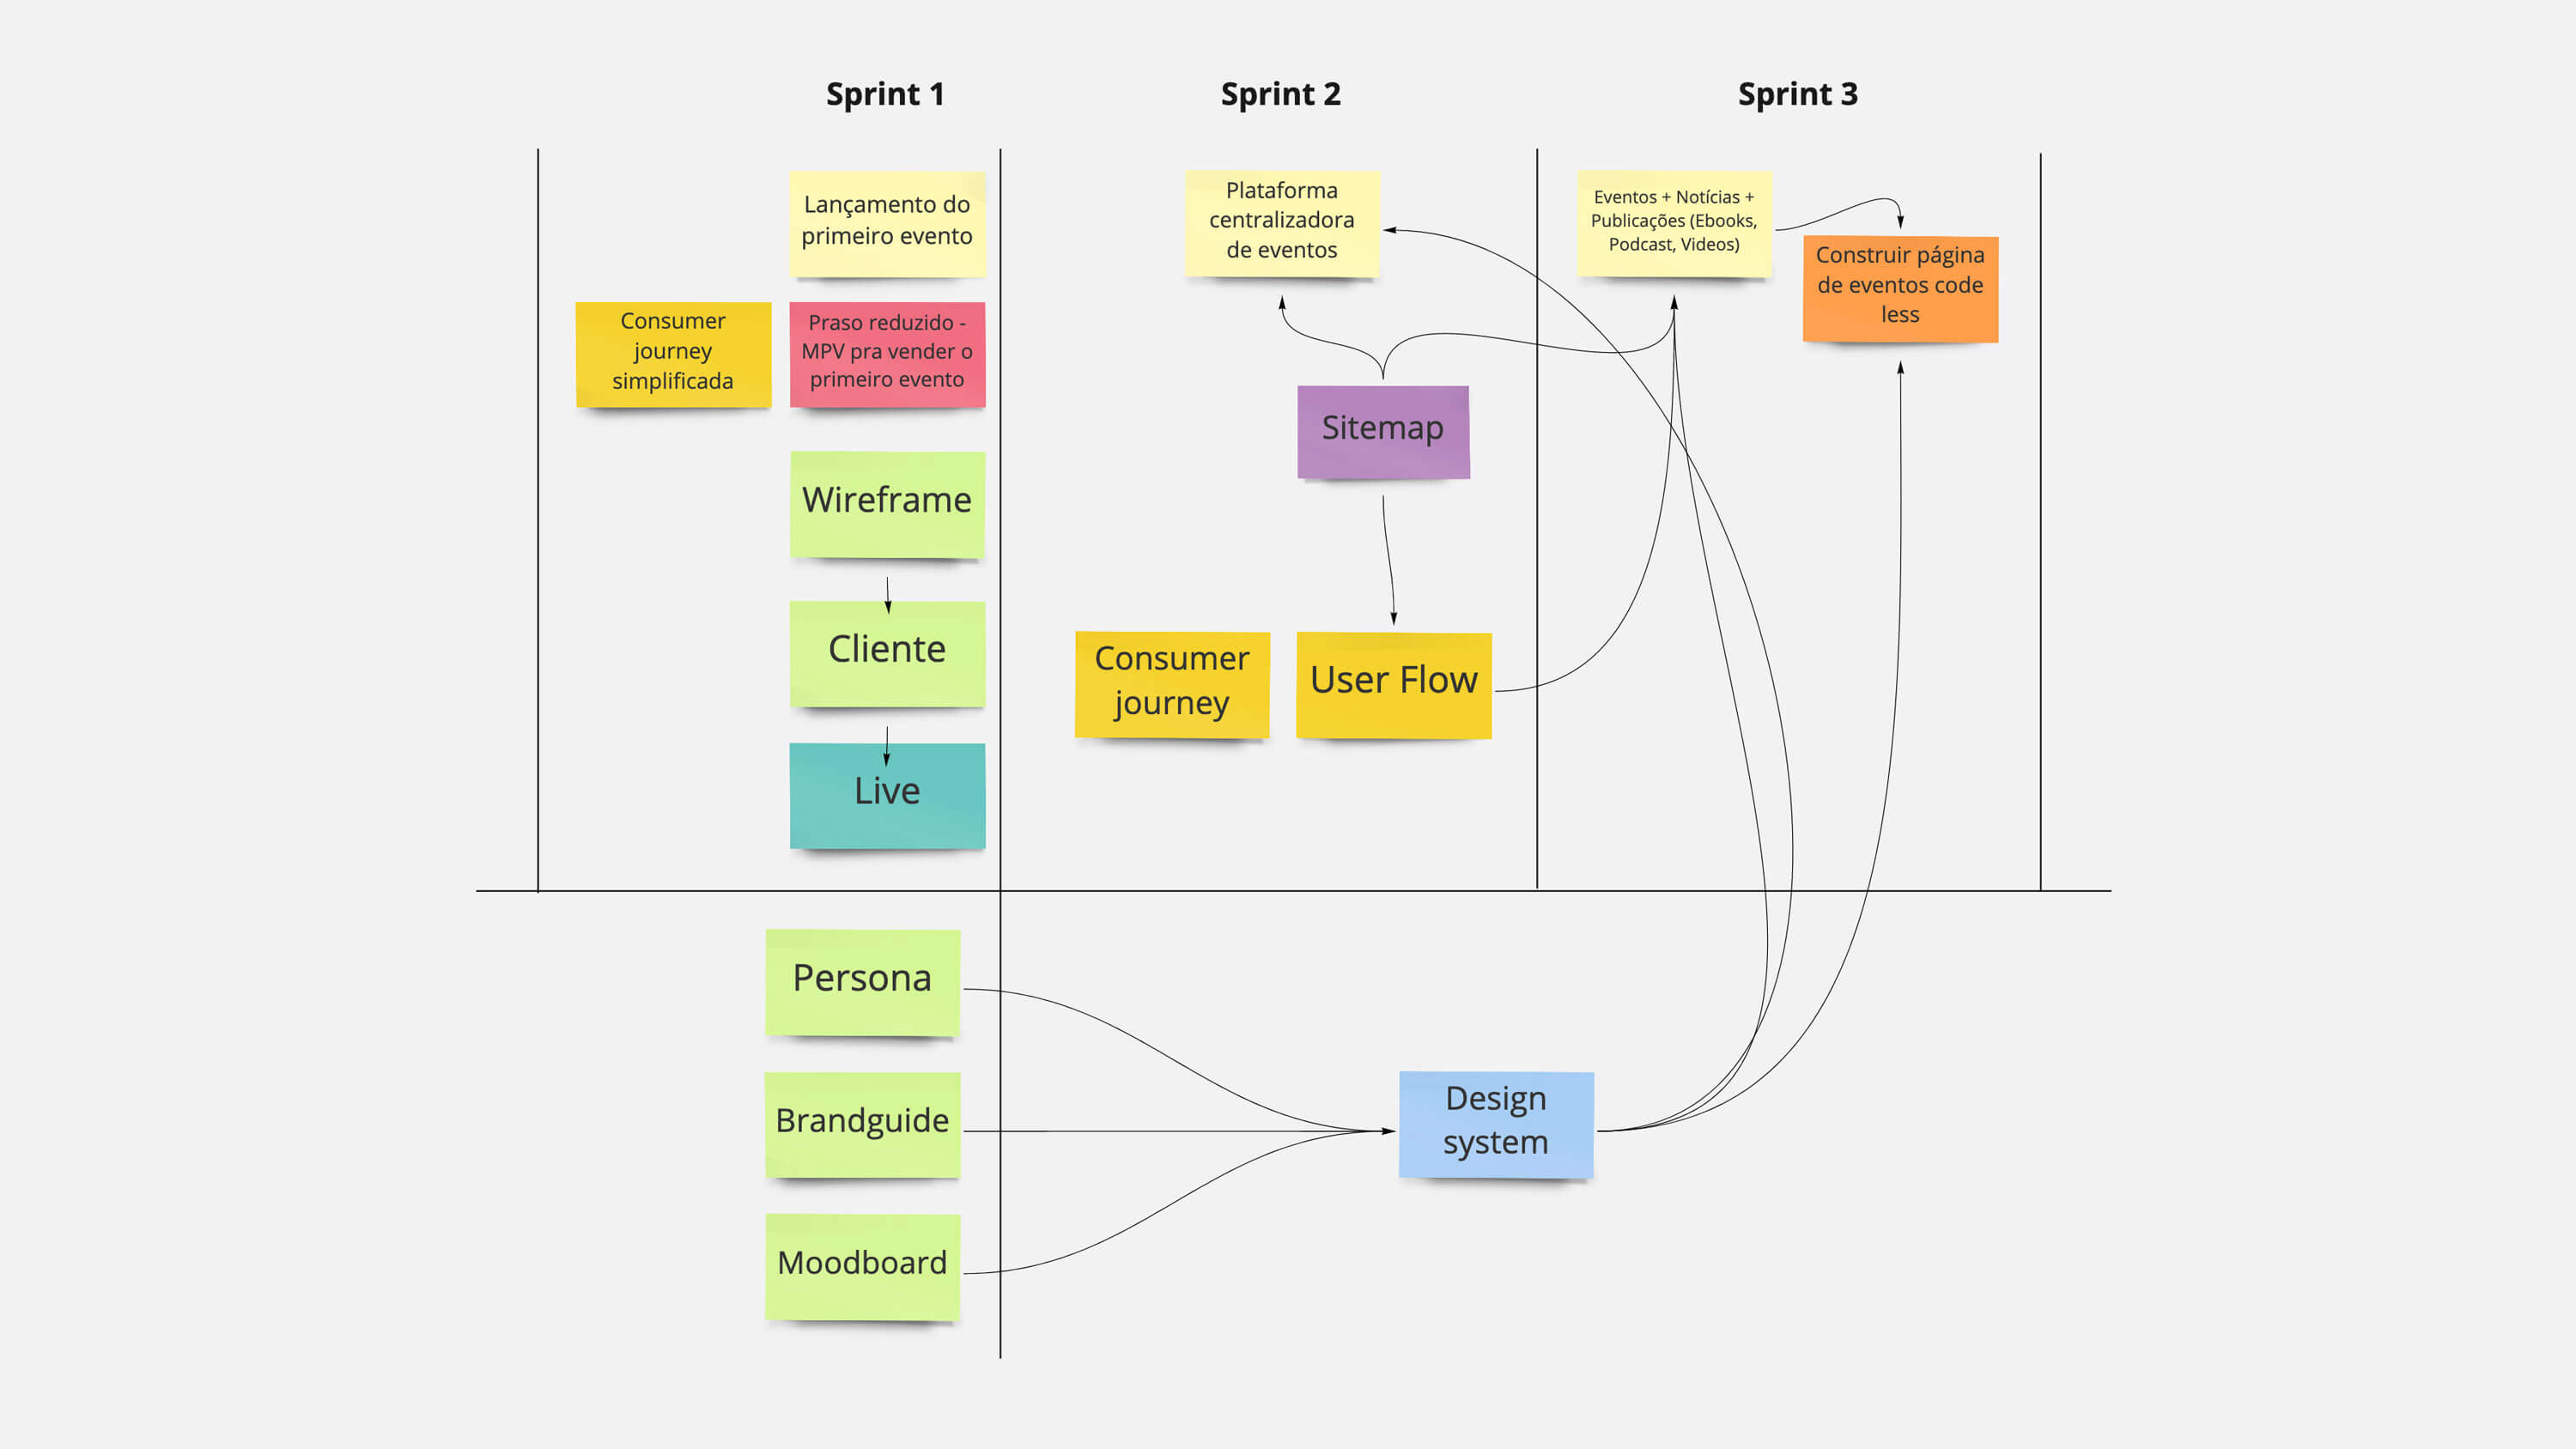 Sprint 1
Sprint 2
Sprint 3
Lançamento do
primeiro evento
Consumer
journey
simplificada
Praso reduzido -
MPV pra vender o
primeiro evento
Wireframe
Cliente
Live
Plataforma
centralizadora
de eventos
Sitemap
Consumer
journey
User Flow
Eventos + Notícias +
Publicações (Ebooks,
Podcast, Videos)
Construir página
de eventos code
less
Persona
Brandguide
Moodboard
Design
system